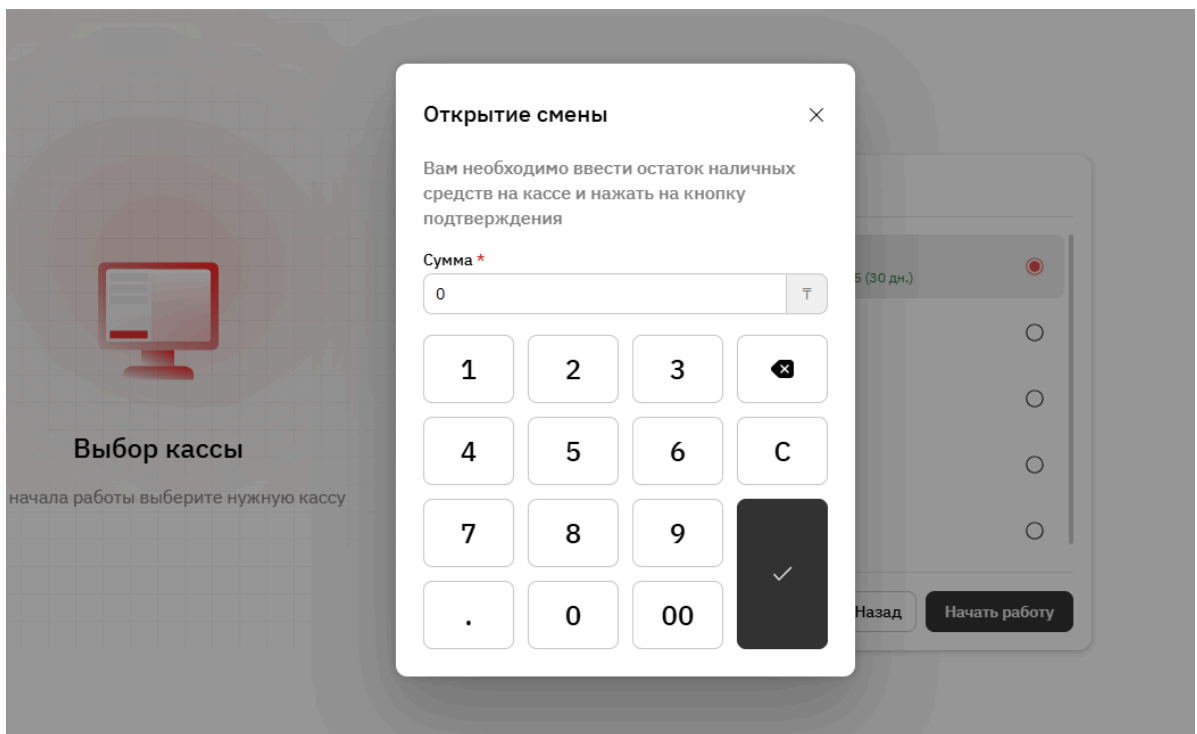 Открытие смены
Вам необходимо ввести остаток наличных
средств на кассе и нажать на кнопку
подтверждения
Сумма *
0 ₸
1 2 3
4 5 6 C
7 8 9
. 0 00
Выбор кассы
начала работы выберите нужную кассу
5 (30 дн.)
Назад Начать работу